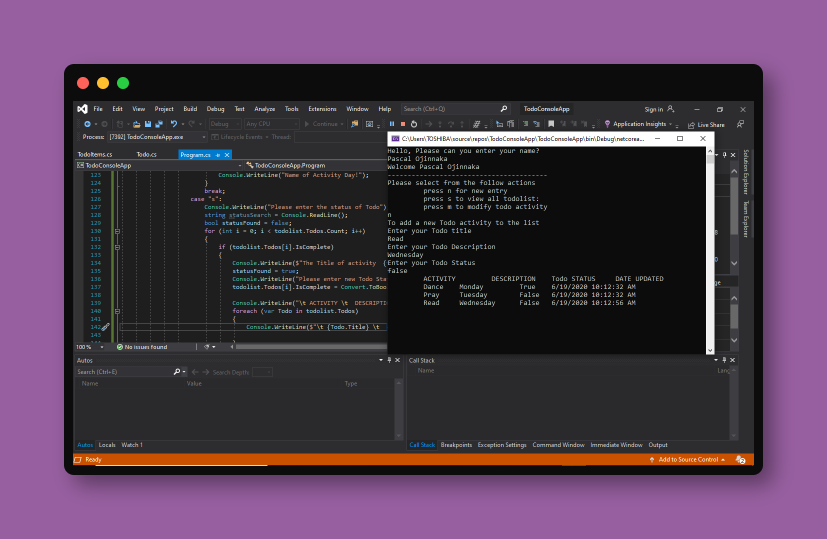 File Edit View Project Build Debug Test Analyze Tools Extensions Window Help Search (Ctrl+Q) TodoConsoleApp Sign in
Debug Any CPU Continue Application Insights Live Share
Process: [7392] TodoConsoleApp.exe Lifecycle Events Thread:
TodoItems.cs Todo.cs Program.cs
TodoConsoleApp TodoConsoleApp.Program
123 Console.WriteLine("Name of Activity Day!");
124 }
125 break;
126 case "s":
127 Console.WriteLine("Please enter the status of Todo")
128 string statusSearch = Console.ReadLine();
129 bool statusFound = false;
130 for (int i = 0; i < todolist.Todos.Count; i++)
131 {
132 if (todolist.Todos[i].IsComplete)
133 {
134 Console.WriteLine($"The Title of activity {
135 statusFound = true;
136 Console.WriteLine("Please enter new Todo Sta
137 todolist.Todos[i].IsComplete = Convert.ToBoo
138
139 Console.WriteLine("\t ACTIVITY \t DESCRIPTI
140 foreach (var Todo in todolist.Todos)
141 {
142 Console.WriteLine($"\t {Todo.Title} \t
143
100 % No issues found
C:\Users\TOSHIBA\source\repos\TodoConsoleApp\TodoConsoleApp\bin\Debug\netcorea...
Hello, Please can you enter your name?
Pascal Ojinnaka
Welcome Pascal Ojinnaka
----------------------------------------
Please select from the follow actions
press n for new entry
press s to view all todolist:
press m to modify todo activity
n
To add a new Todo activity to the list
Enter your Todo title
Read
Enter your Todo Description
Wednesday
Enter your Todo Status
false
ACTIVITY DESCRIPTION Todo STATUS DATE UPDATED
Dance Monday True 6/19/2020 10:12:32 AM
Pray Tuesday False 6/19/2020 10:12:32 AM
Read Wednesday False 6/19/2020 10:12:56 AM
Solution Explorer
Team Explorer
Autos
Search (Ctrl+E) Search Depth:
Name Value Type
Autos Locals Watch 1
Call Stack
Name Lang
Call Stack Breakpoints Exception Settings Command Window Immediate Window Output
Ready Add to Source Control 2